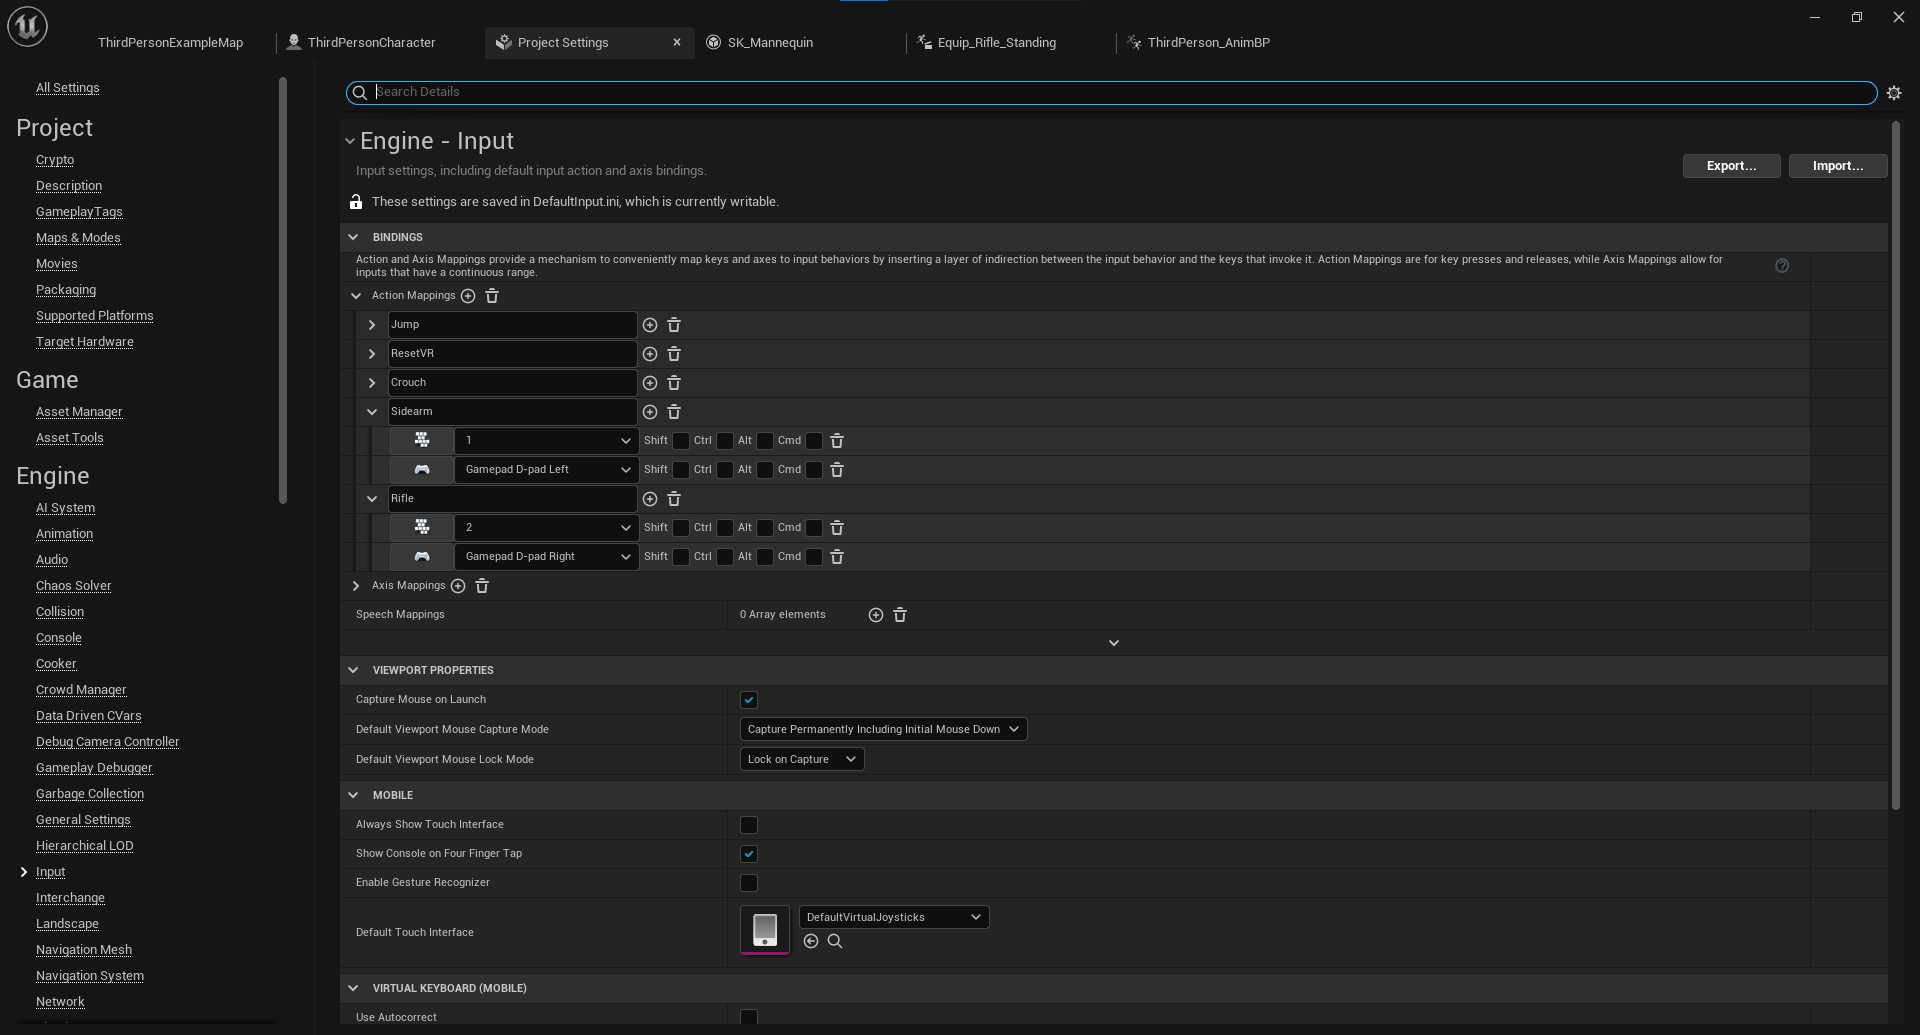 ThirdPersonExampleMap
ThirdPersonCharacter
Project Settings
SK_Mannequin
Equip_Rifle_Standing
ThirdPerson_AnimBP
All Settings
Project
Crypto
Description
GameplayTags
Maps & Modes
Movies
Packaging
Supported Platforms
Target Hardware
Game
Asset Manager
Asset Tools
Engine
AI System
Animation
Audio
Chaos Solver
Collision
Console
Cooker
Crowd Manager
Data Driven CVars
Debug Camera Controller
Gameplay Debugger
Garbage Collection
General Settings
Hierarchical LOD
Input
Interchange
Landscape
Navigation Mesh
Navigation System
Network
Search Details
Engine - Input
Input settings, including default input action and axis bindings.
Export...
Import...
These settings are saved in DefaultInput.ini, which is currently writable.
BINDINGS
Action and Axis Mappings provide a mechanism to conveniently map keys and axes to input behaviors by inserting a layer of indirection between the input behavior and the keys that invoke it. Action Mappings are for key presses and releases, while Axis Mappings allow for
inputs that have a continuous range.
Action Mappings
Jump
ResetVR
Crouch
Sidearm
1 Shift Ctrl Alt Cmd
Gamepad D-pad Left Shift Ctrl Alt Cmd
Rifle
2 Shift Ctrl Alt Cmd
Gamepad D-pad Right Shift Ctrl Alt Cmd
Axis Mappings
Speech Mappings 0 Array elements
VIEWPORT PROPERTIES
Capture Mouse on Launch
Default Viewport Mouse Capture Mode Capture Permanently Including Initial Mouse Down
Default Viewport Mouse Lock Mode Lock on Capture
MOBILE
Always Show Touch Interface
Show Console on Four Finger Tap
Enable Gesture Recognizer
Default Touch Interface DefaultVirtualJoysticks
VIRTUAL KEYBOARD (MOBILE)
Use Autocorrect